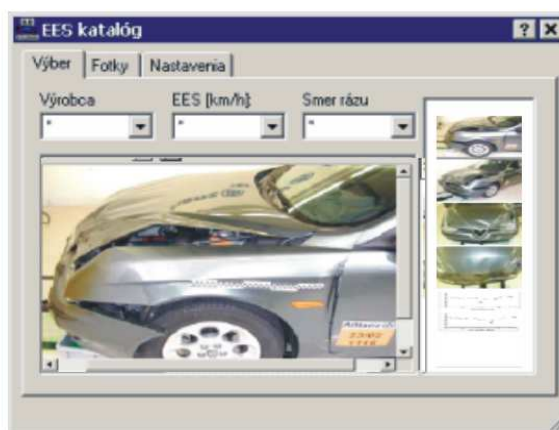 EES katalóg
Výber Fotky Nastavenia
Výrobca EES [km/h]: Smer rázu
* * *